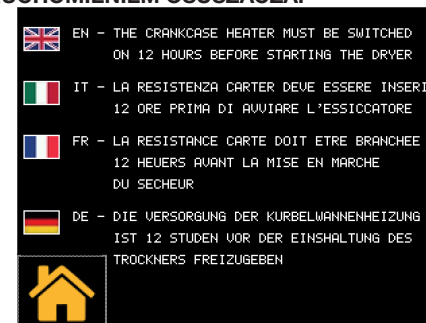 EN - THE CRANKCASE HEATER MUST BE SWITCHED
ON 12 HOURS BEFORE STARTING THE DRYER
IT - LA RESISTENZA CARTER DEVE ESSERE INSERI
12 ORE PRIMA DI AVVIARE L'ESSICCATORE
FR - LA RESISTANCE CARTE DOIT ETRE BRANCHEE
12 HEUERS AVANT LA MISE EN MARCHE
DU SECHEUR
DE - DIE VERSORGUNG DER KURBELWANNENHEIZUNG
IST 12 STUDEN VOR DER EINSHALTUNG DES
TROCKNERS FREIZUGEBEN